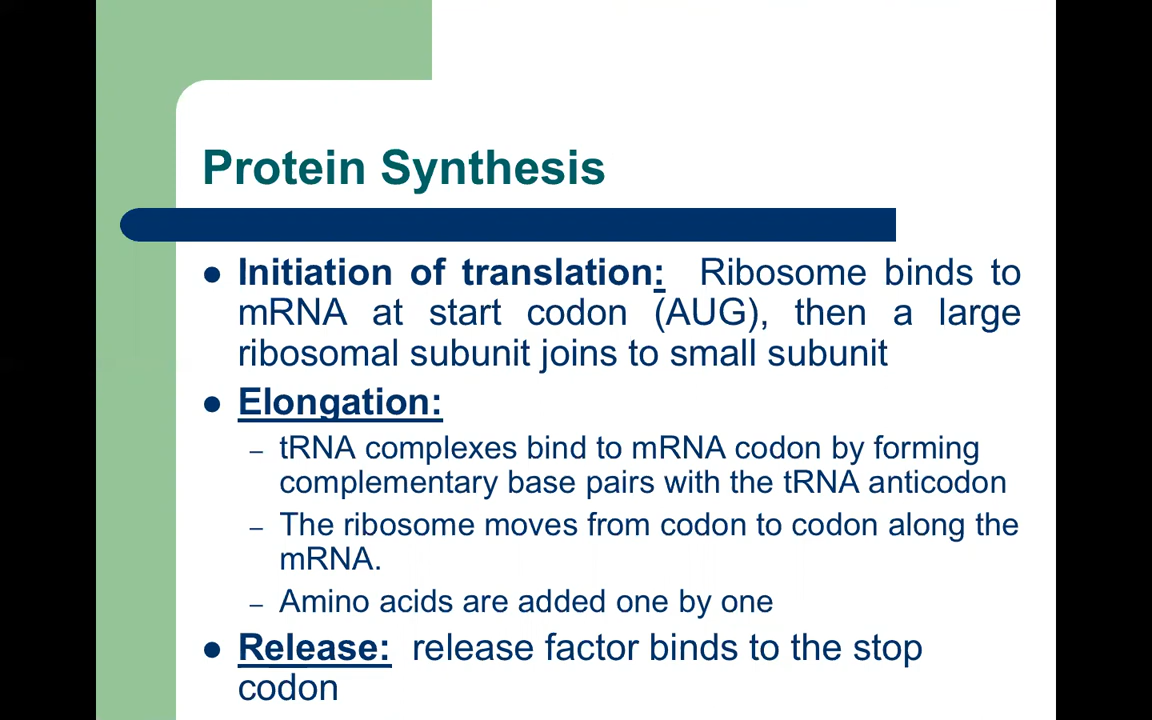 Protein Synthesis
● Initiation of translation: Ribosome binds to
mRNA at start codon (AUG), then a large
ribosomal subunit joins to small subunit
● Elongation:
– tRNA complexes bind to mRNA codon by forming
complementary base pairs with the tRNA anticodon
– The ribosome moves from codon to codon along the
mRNA.
– Amino acids are added one by one
● Release: release factor binds to the stop
codon